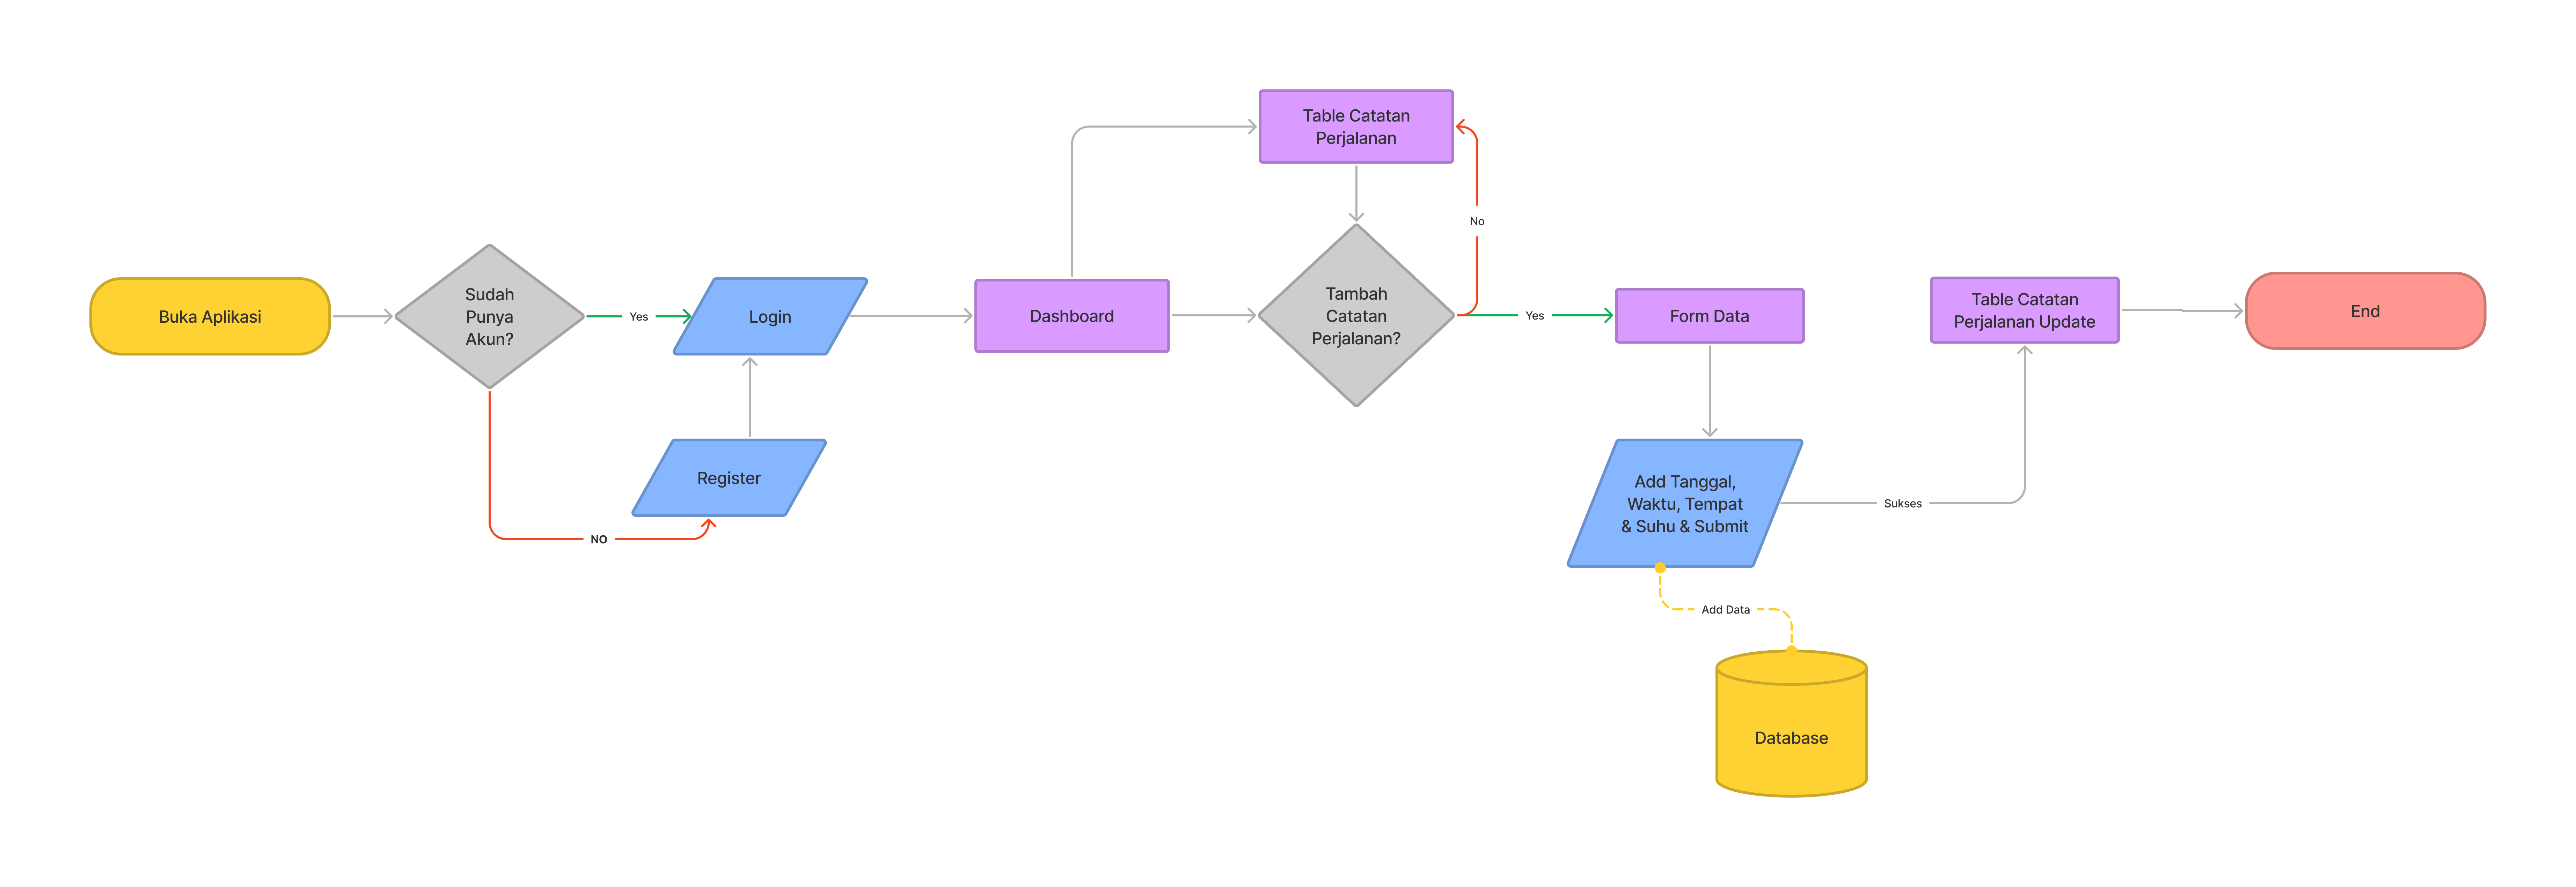 Buka Aplikasi
Sudah
Punya
Akun?
Yes
Login
NO
Register
Dashboard
Table Catatan
Perjalanan
Tambah
Catatan
Perjalanan?
No
Yes
Form Data
Add Tanggal,
Waktu, Tempat
& Suhu & Submit
Add Data
Database
Sukses
Table Catatan
Perjalanan Update
End